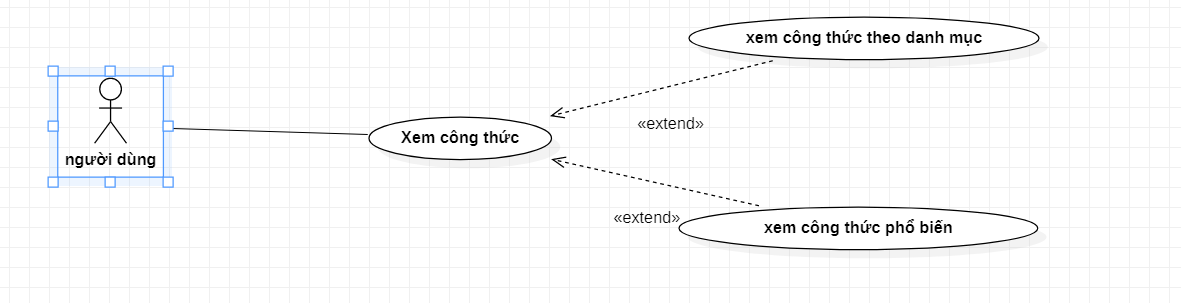 xem công thức theo danh mục
«extend»
Xem công thức
người dùng
«extend»
xem công thức phổ biến